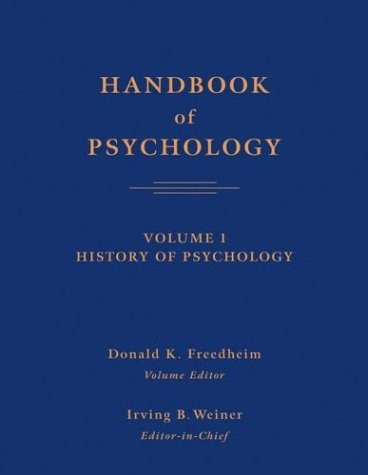 HANDBOOK
of
PSYCHOLOGY
VOLUME 1
HISTORY OF PSYCHOLOGY
Donald K. Freedheim
Volume Editor
Irving B. Weiner
Editor-in-Chief